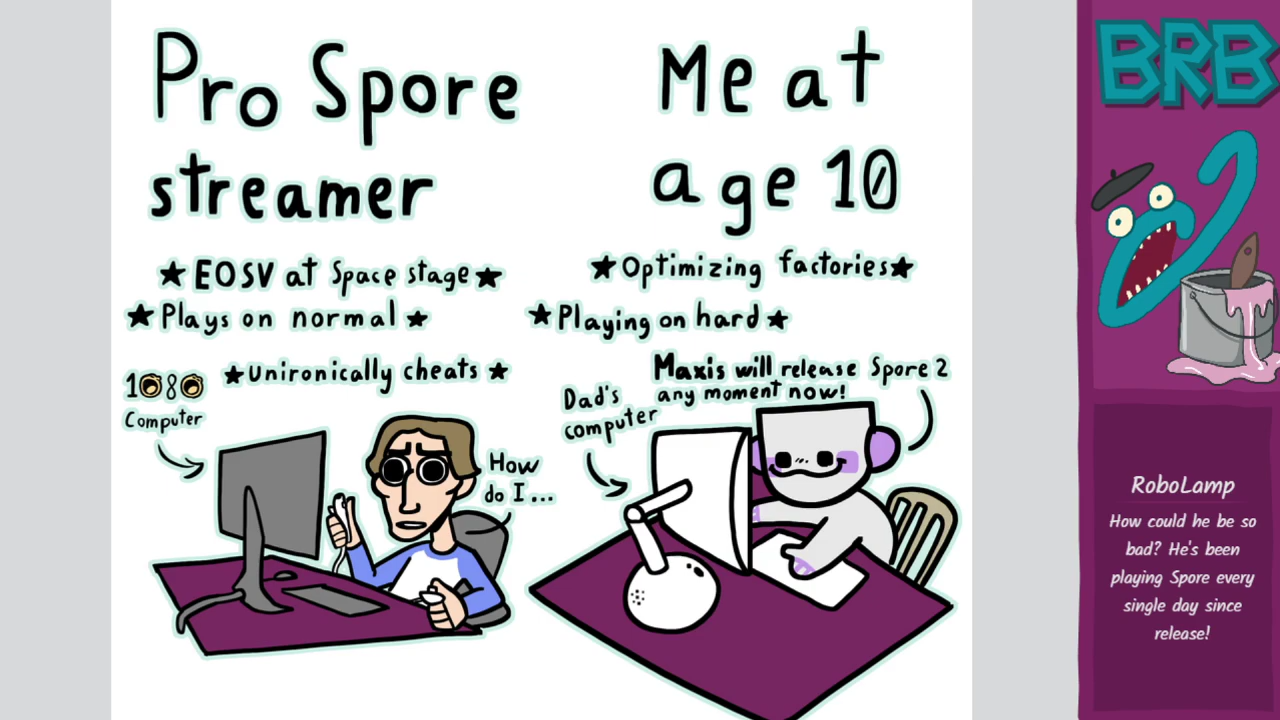 Pro Spore
streamer
★EOSV at Space stage★
★Plays on normal★
★unironically cheats★
1080
Computer
How
do I...
Me at
age 10
★Optimizing factories★
★Playing on hard★
Maxis will release Spore 2
any moment now!
Dad's
computer
BRB
RoboLamp
How could he be so
bad? He's been
playing Spore every
single day since
release!